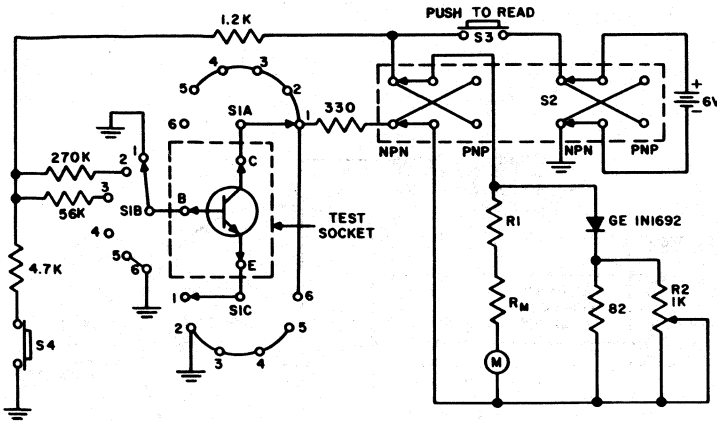 PUSH TO READ
1.2K
S3
4
3
5
2
+
6V
-
S1A
1
330
S2
6
NPN
PNP
NPN
PNP
1
C
270K
2
3
56K
S1B
B
TEST
SOCKET
R1
GE IN1692
4
5
6
4.7K
E
1
S1C
6
RM
82
R2
1K
2
5
3
4
S4
M